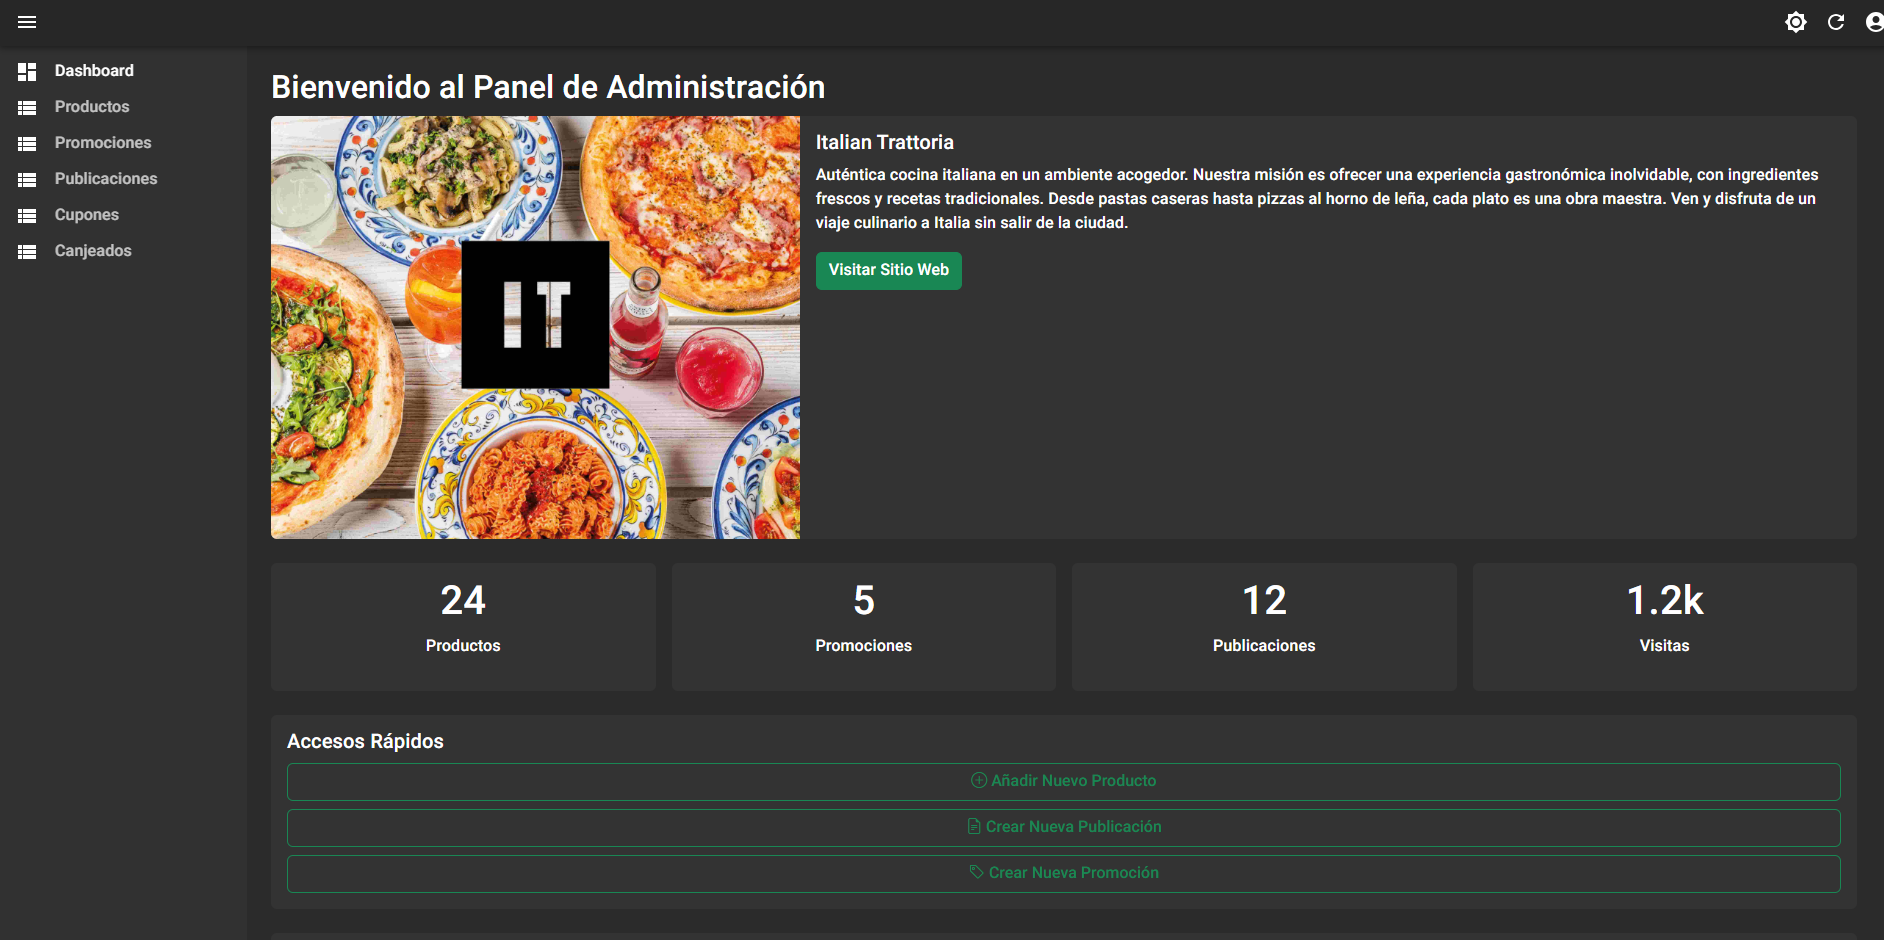 Dashboard
Productos
Promociones
Publicaciones
Cupones
Canjeados
Bienvenido al Panel de Administración
IT
Italian Trattoria
Auténtica cocina italiana en un ambiente acogedor. Nuestra misión es ofrecer una experiencia gastronómica inolvidable, con ingredientes
frescos y recetas tradicionales. Desde pastas caseras hasta pizzas al horno de leña, cada plato es una obra maestra. Ven y disfruta de un
viaje culinario a Italia sin salir de la ciudad.
Visitar Sitio Web
24
Productos
5
Promociones
12
Publicaciones
1.2k
Visitas
Accesos Rápidos
Añadir Nuevo Producto
Crear Nueva Publicación
Crear Nueva Promoción